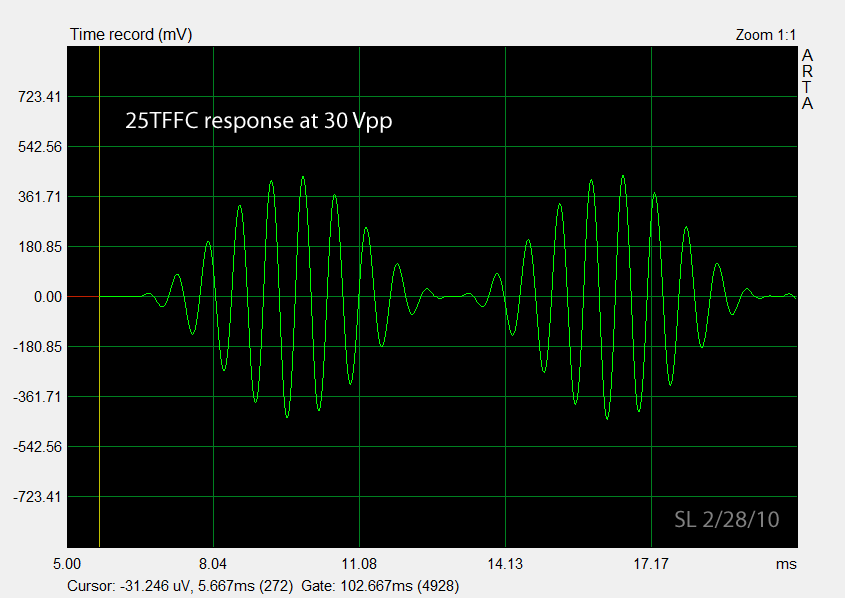 Time record (mV)
Zoom 1:1
A
R
T
A
723.41
25TFFC response at 30 Vpp
542.56
361.71
180.85
0.00
-180.85
-361.71
-542.56
-723.41
SL 2/28/10
5.00 8.04 11.08 14.13 17.17 ms
Cursor: -31.246 uV, 5.667ms (272) Gate: 102.667ms (4928)